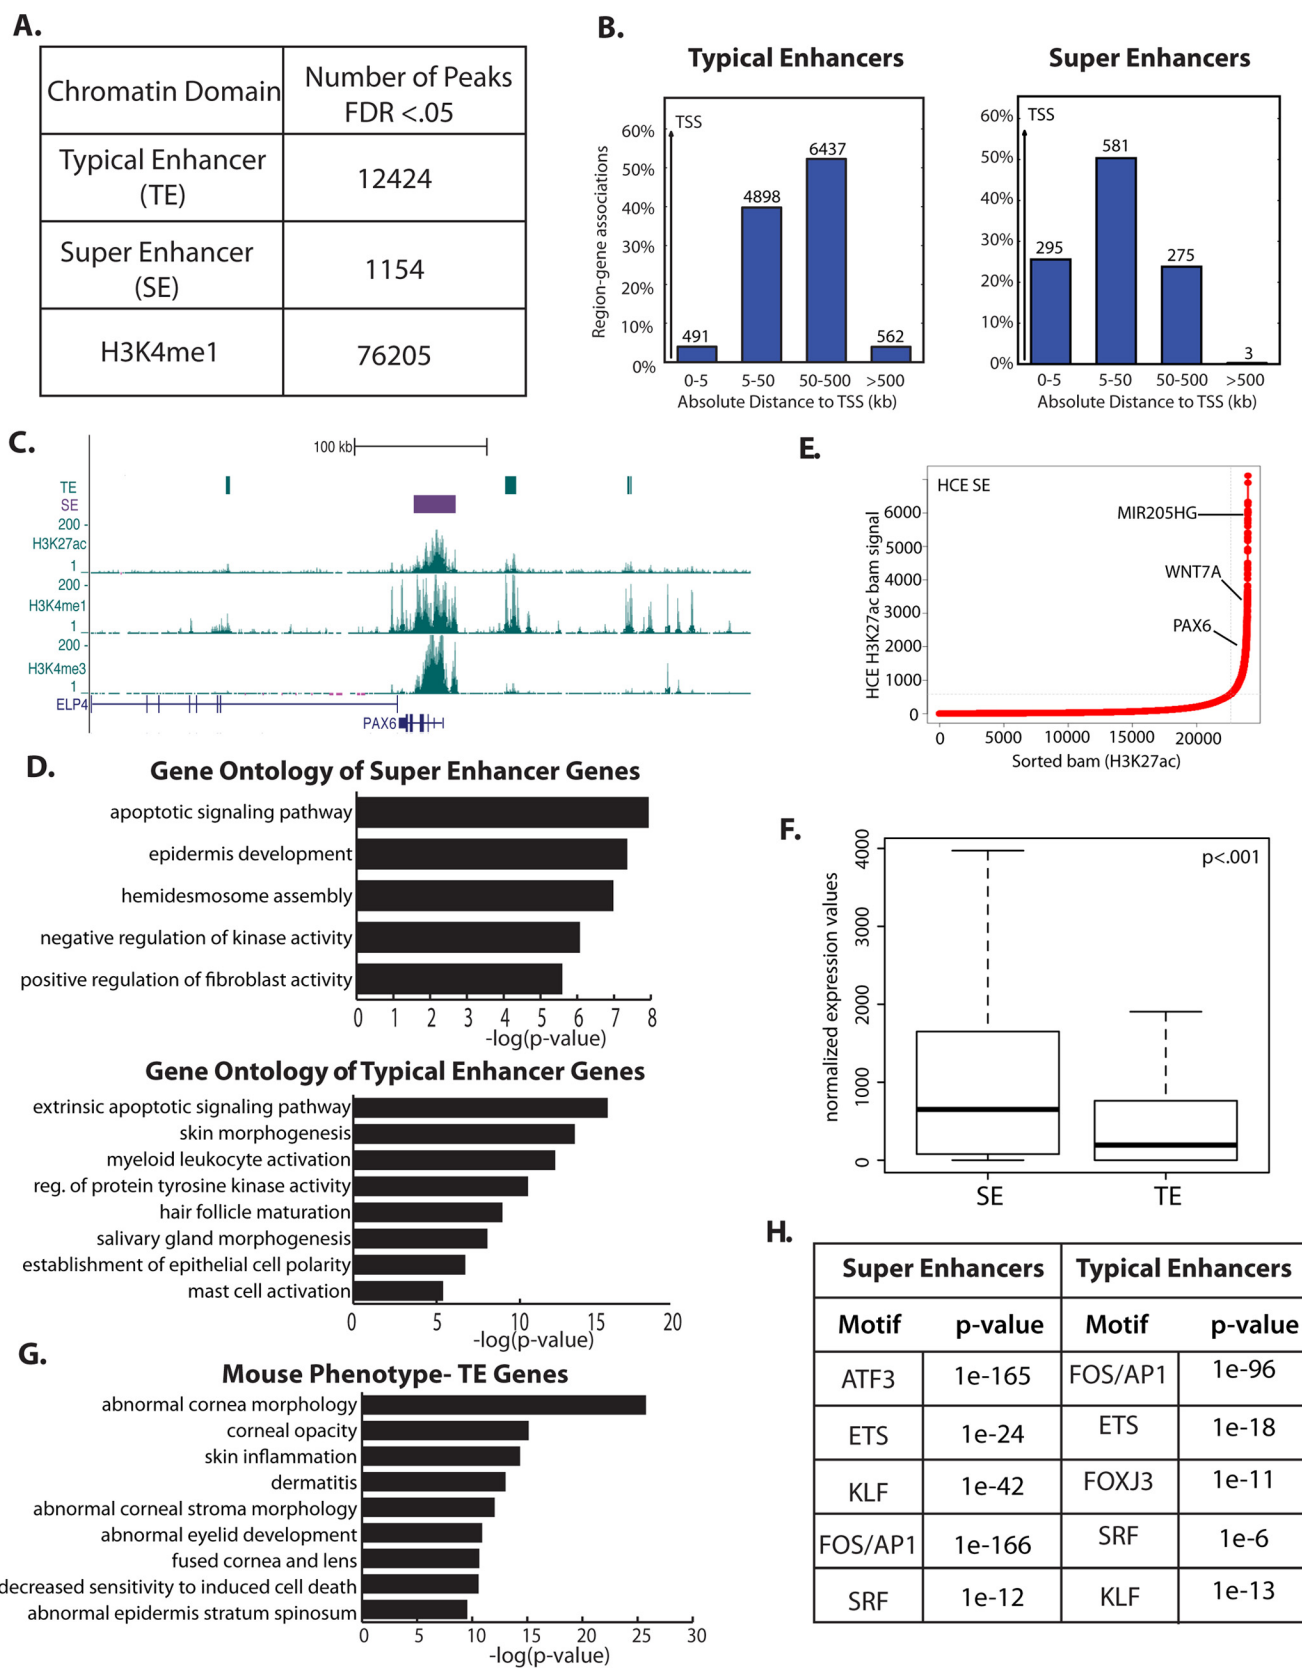 A.
Chromatin Domain
Number of Peaks
FDR <.05
Typical Enhancer
(TE)
12424
Super Enhancer
(SE)
1154
H3K4me1
76205
B.
Typical Enhancers
Region-gene associations
60%
50%
40%
30%
20%
10%
0%
TSS
491
4898
6437
562
0-5
5-50
50-500
>500
Absolute Distance to TSS (kb)
Super Enhancers
60%
50%
40%
30%
20%
10%
0%
TSS
295
581
275
3
0-5
5-50
50-500
>500
Absolute Distance to TSS (kb)
C.
100 kb
TE
SE
200 -
H3K27ac
1 -
200 -
H3K4me1
1 -
200 -
H3K4me3
1 -
ELP4
PAX6
D.
Gene Ontology of Super Enhancer Genes
apoptotic signaling pathway
epidermis development
hemidesmosome assembly
negative regulation of kinase activity
positive regulation of fibroblast activity
0 1 2 3 4 5 6 7 8
-log(p-value)
Gene Ontology of Typical Enhancer Genes
extrinsic apoptotic signaling pathway
skin morphogenesis
myeloid leukocyte activation
reg. of protein tyrosine kinase activity
hair follicle maturation
salivary gland morphogenesis
establishment of epithelial cell polarity
mast cell activation
0 5 10 15 20
-log(p-value)
E.
HCE SE
HCE H3K27ac bam signal
6000
5000
4000
3000
2000
1000
0
MIR205HG
WNT7A
PAX6
0 5000 10000 15000 20000
Sorted bam (H3K27ac)
F.
normalized expression values
4000
3000
2000
1000
0
p<.001
SE
TE
G.
Mouse Phenotype- TE Genes
abnormal cornea morphology
corneal opacity
skin inflammation
dermatitis
abnormal corneal stroma morphology
abnormal eyelid development
fused cornea and lens
decreased sensitivity to induced cell death
abnormal epidermis stratum spinosum
0 5 10 15 20 25 30
-log(p-value)
H.
Super Enhancers Typical Enhancers
Motif p-value Motif p-value
ATF3 1e-165 FOS/AP1 1e-96
ETS 1e-24 ETS 1e-18
KLF 1e-42 FOXJ3 1e-11
FOS/AP1 1e-166 SRF 1e-6
SRF 1e-12 KLF 1e-13